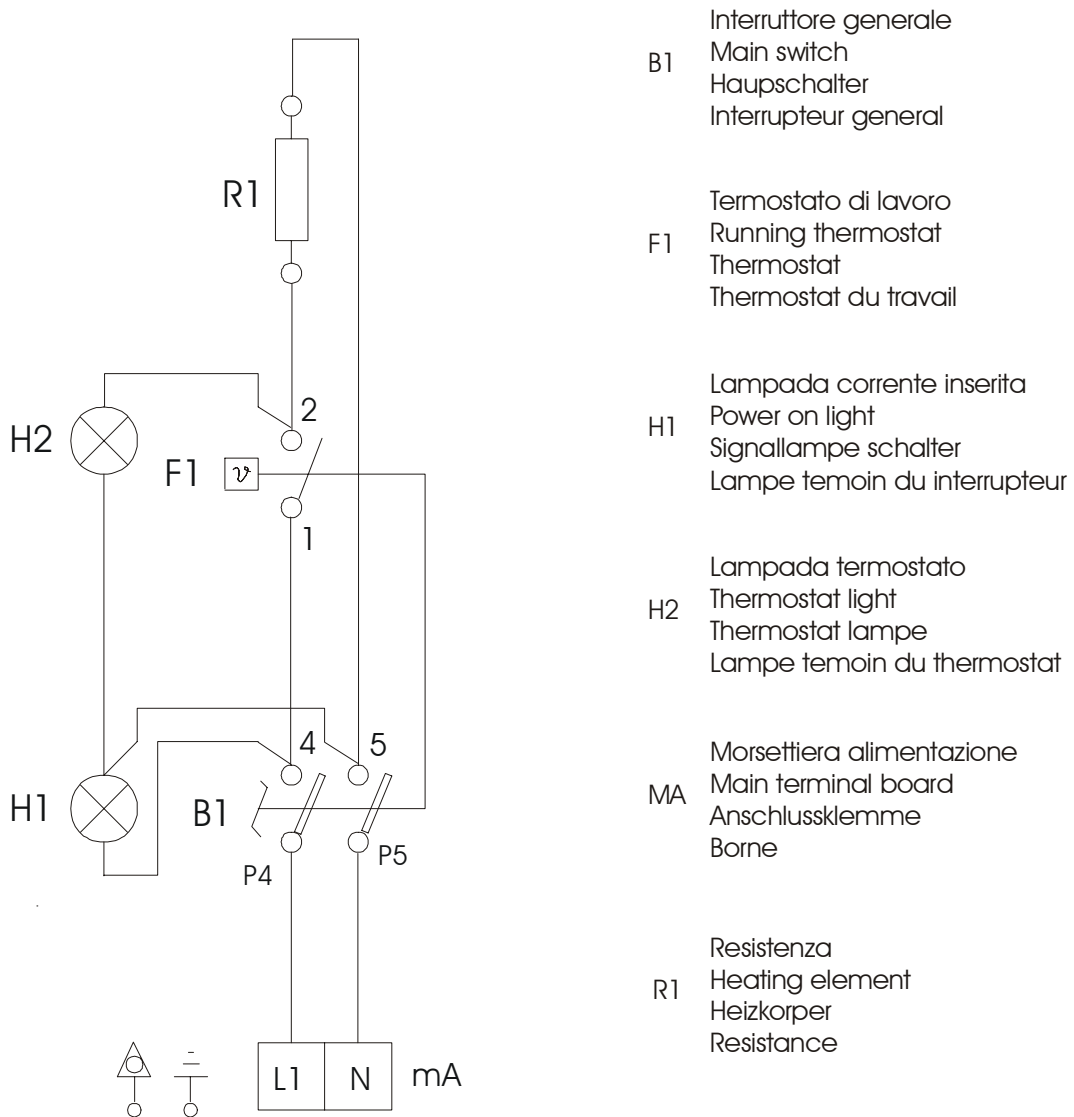 R1
H2
2
F1
ϑ
1
4
5
H1
B1
P4
P5
L1
N
mA
B1
Interruttore generale
Main switch
Haupschalter
Interrupteur general
F1
Termostato di lavoro
Running thermostat
Thermostat
Thermostat du travail
H1
Lampada corrente inserita
Power on light
Signallampe schalter
Lampe temoin du interrupteur
H2
Lampada termostato
Thermostat light
Thermostat lampe
Lampe temoin du thermostat
MA
Morsettiera alimentazione
Main terminal board
Anschlussklemme
Borne
R1
Resistenza
Heating element
Heizkorper
Resistance